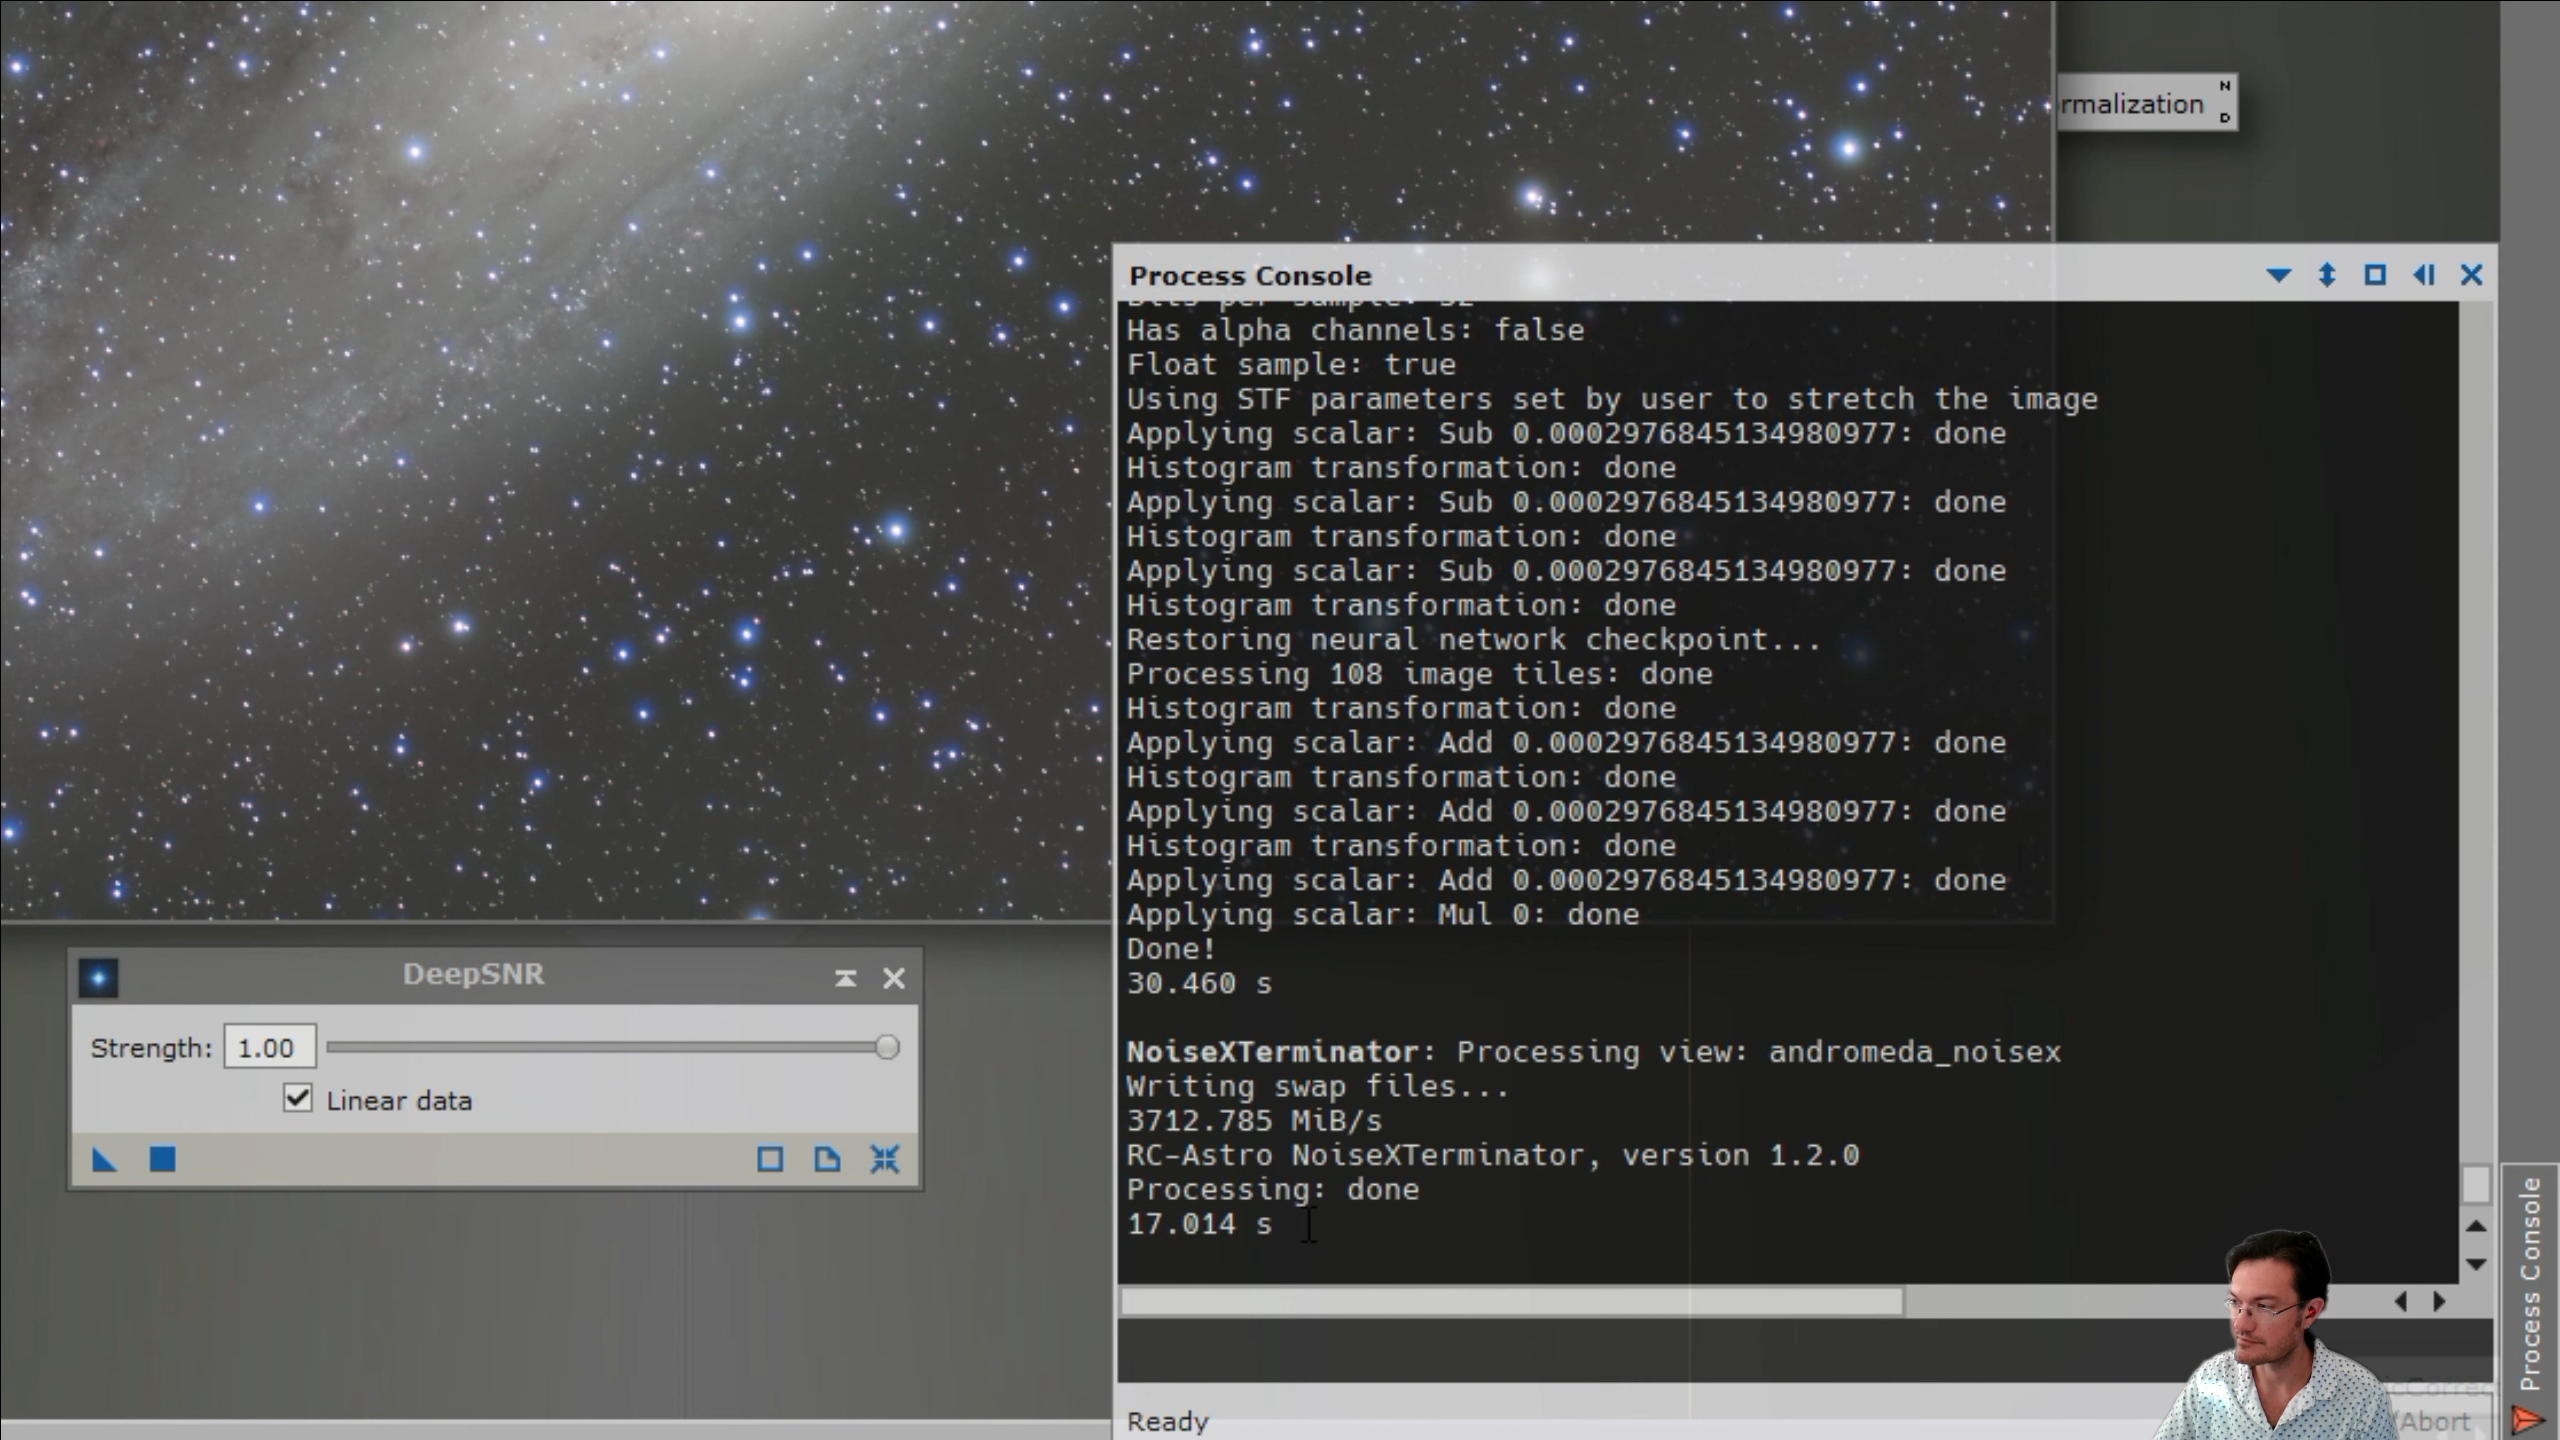 rmalization
N
D
Process Console
Bits per sample: 32
Has alpha channels: false
Float sample: true
Using STF parameters set by user to stretch the image
Applying scalar: Sub 0.0002976845134980977: done
Histogram transformation: done
Applying scalar: Sub 0.0002976845134980977: done
Histogram transformation: done
Applying scalar: Sub 0.0002976845134980977: done
Histogram transformation: done
Restoring neural network checkpoint...
Processing 108 image tiles: done
Histogram transformation: done
Applying scalar: Add 0.0002976845134980977: done
Histogram transformation: done
Applying scalar: Add 0.0002976845134980977: done
Histogram transformation: done
Applying scalar: Add 0.0002976845134980977: done
Applying scalar: Mul 0: done
Done!
30.460 s
NoiseXTerminator: Processing view: andromeda_noisex
Writing swap files...
3712.785 MiB/s
RC-Astro NoiseXTerminator, version 1.2.0
Processing: done
17.014 s
Ready
/Abort
DeepSNR
Strength: 1.00
Linear data
Process Console